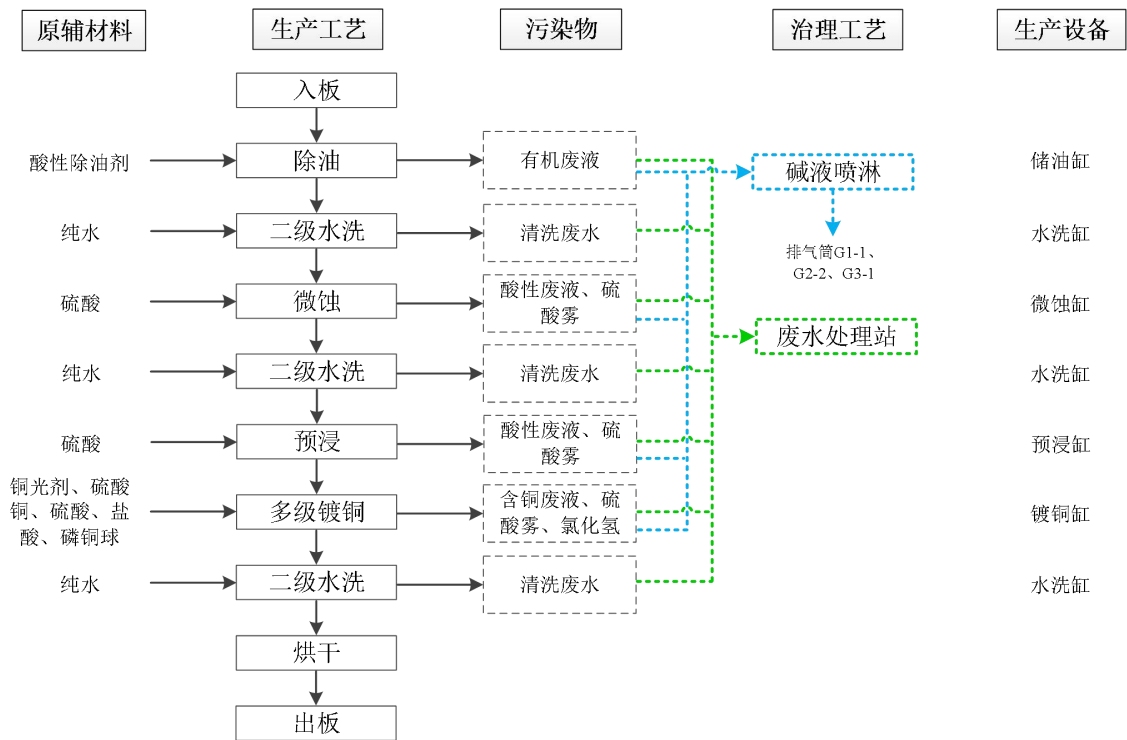 原辅材料
生产工艺
污染物
治理工艺
生产设备
入板
酸性除油剂
除油
有机废液
碱液喷淋
储油缸
纯水
二级水洗
清洗废水
排气筒G1-1、
G2-2、G3-1
水洗缸
硫酸
微蚀
酸性废液、硫
酸雾
微蚀缸
废水处理站
纯水
二级水洗
清洗废水
水洗缸
硫酸
预浸
酸性废液、硫
酸雾
预浸缸
铜光剂、硫酸
铜、硫酸、盐
酸、磷铜球
多级镀铜
含铜废液、硫
酸雾、氯化氢
镀铜缸
纯水
二级水洗
清洗废水
水洗缸
烘干
出板